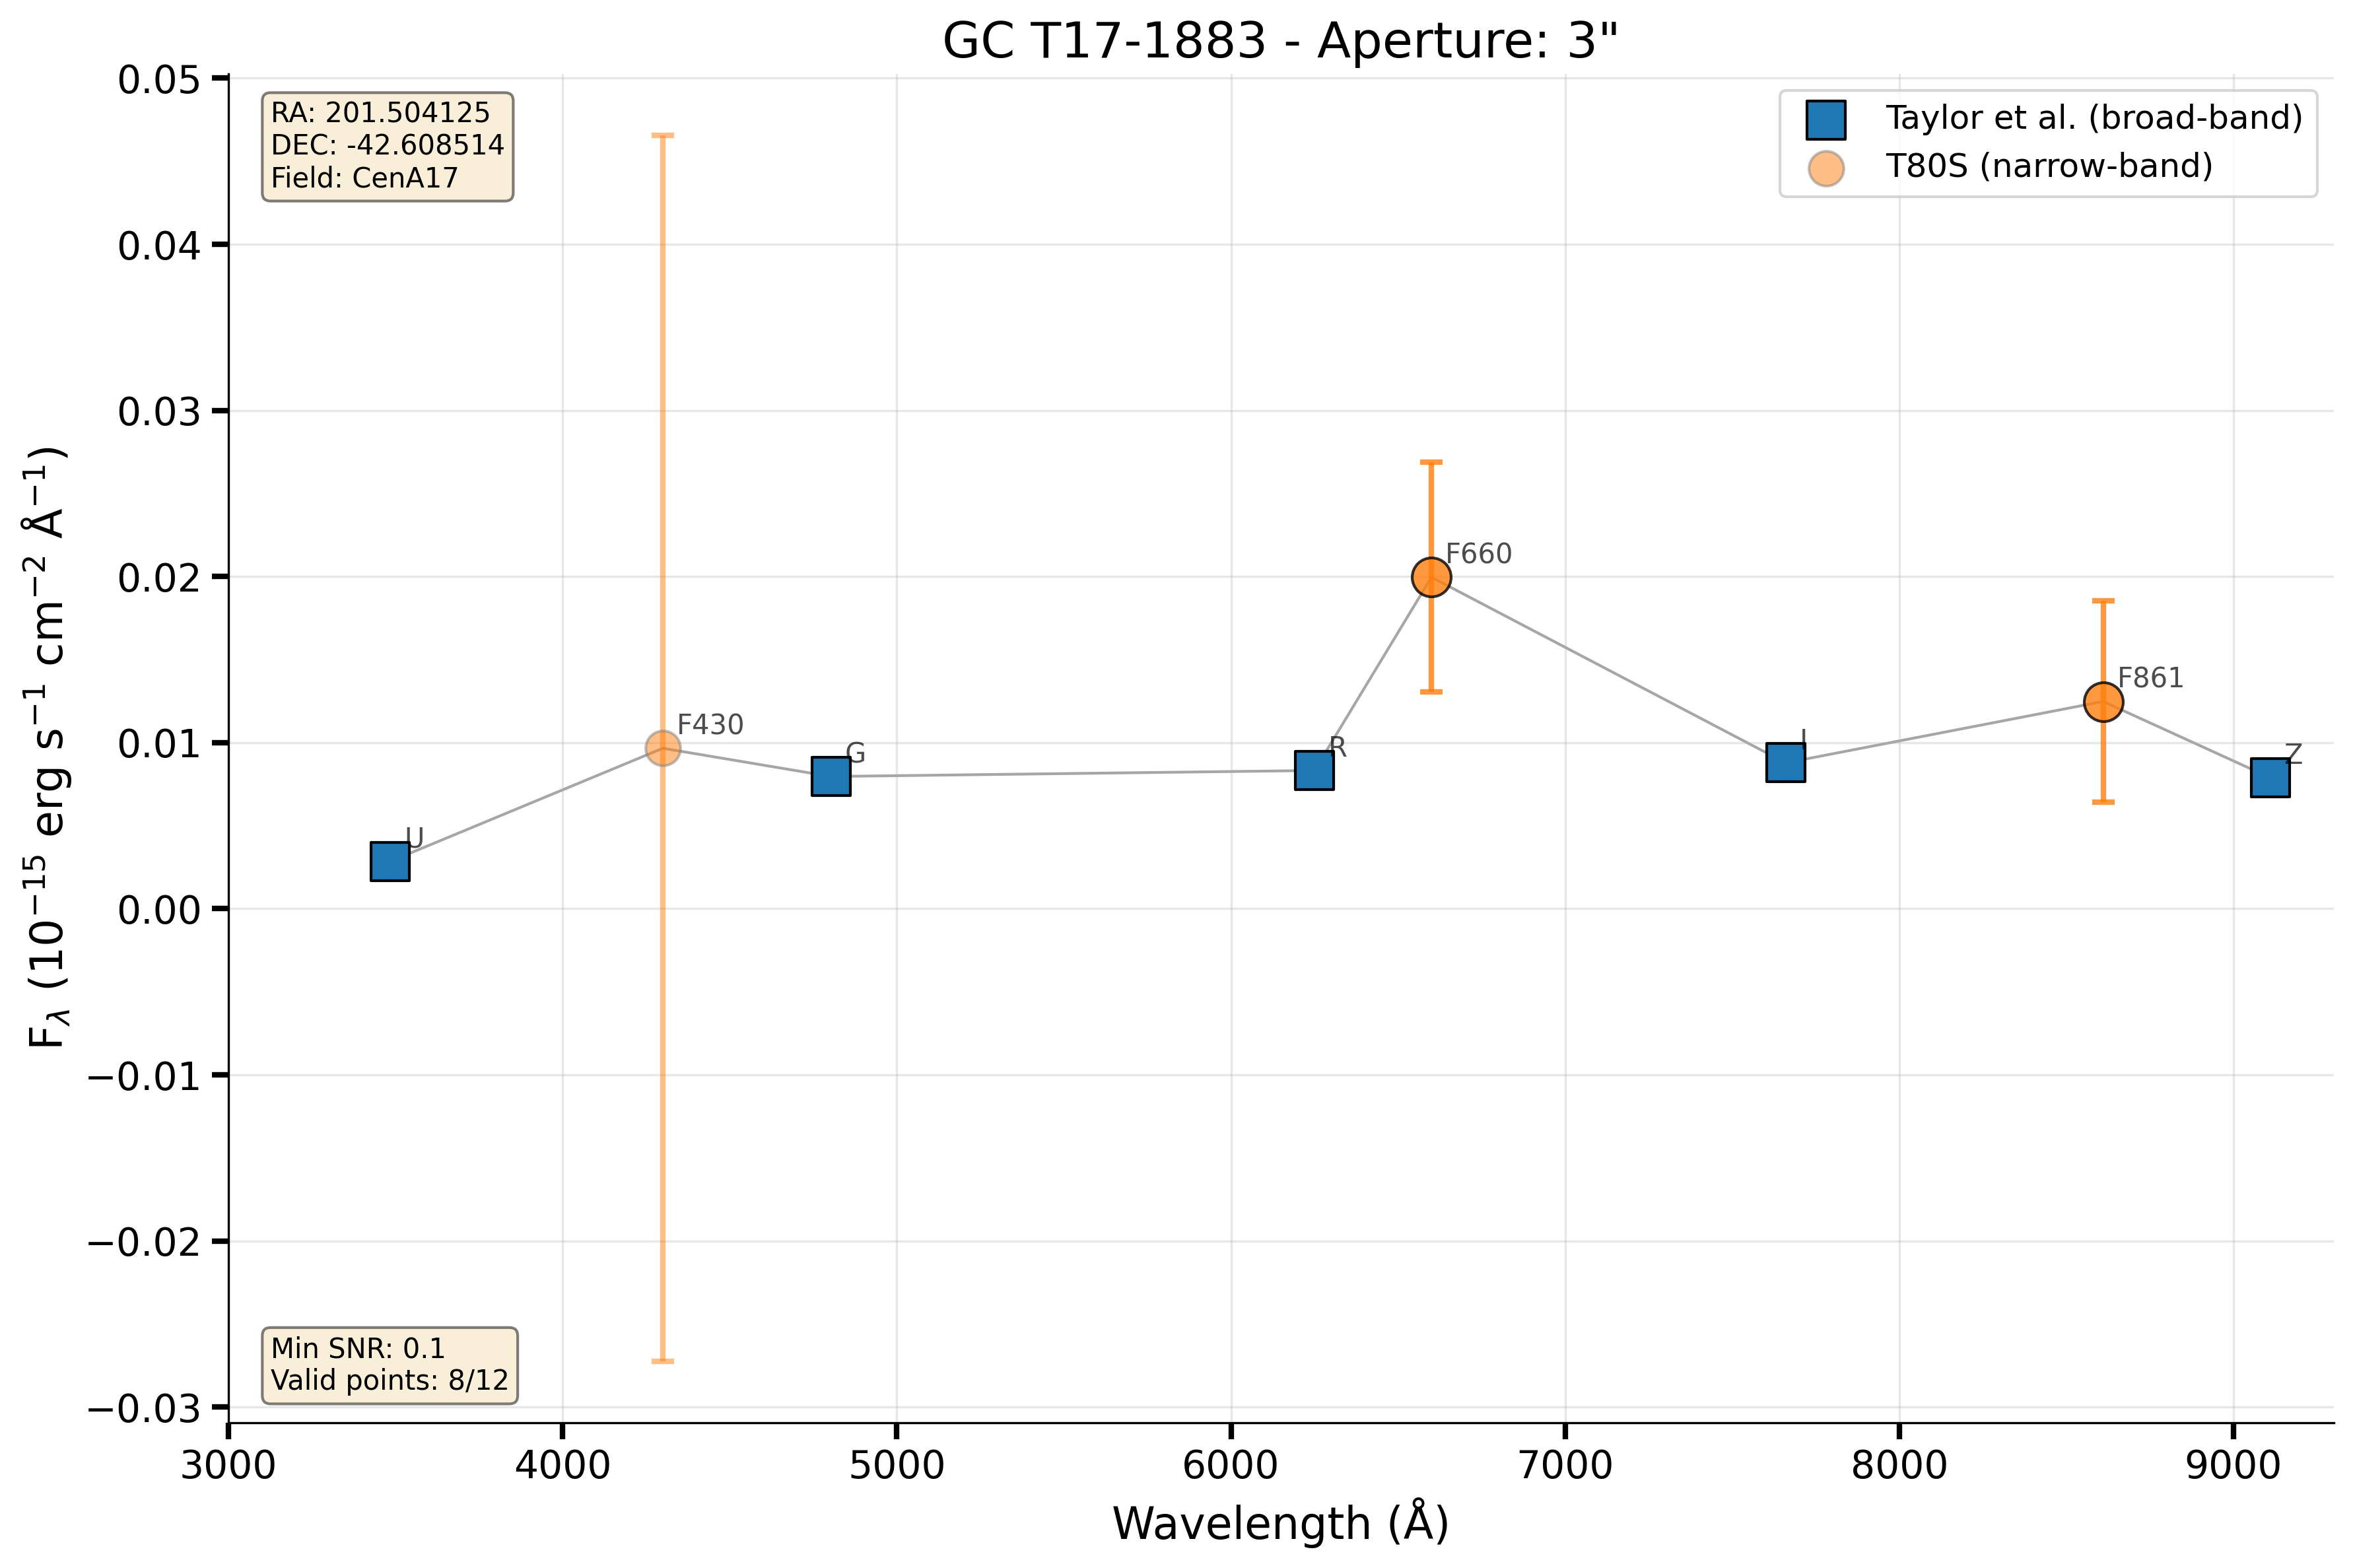 GC T17-1883 - Aperture: 3"
RA: 201.504125
DEC: -42.608514
Field: CenA17
Taylor et al. (broad-band)
T80S (narrow-band)
0.05
0.04
0.03
0.02
0.01
0.00
−0.01
−0.02
−0.03
F_λ (10⁻¹⁵ erg s⁻¹ cm⁻² Å⁻¹)
U
F430
G
R
F660
I
F861
Z
Min SNR: 0.1
Valid points: 8/12
3000 4000 5000 6000 7000 8000 9000
Wavelength (Å)